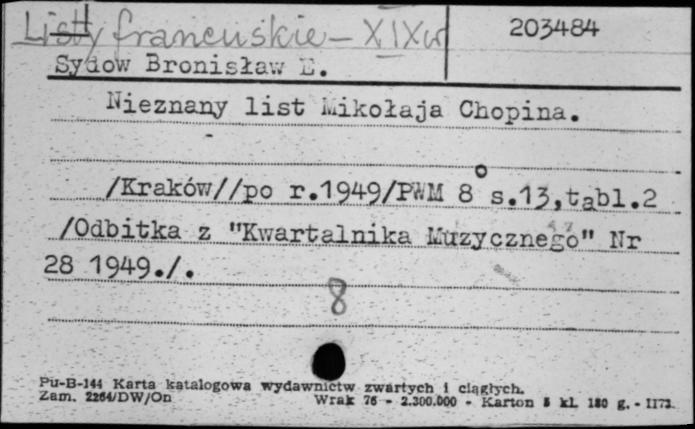 Listy francuskie - XIX w 203484
Sydow Bronisław E.
Nieznany list Mikołaja Chopina.
/Kraków//po r.1949/PWM 8° s.13,tabl.2
/Odbitka z "Kwartalnika Muzycznego" Nr
28 1949./.
8
Pu-B-144 Karta katalogowa wydawnictw zwartych i ciągłych.
Zam. 2264/DW/On Wrak 76 - 2.300.000 - Karton 5 kl. 180 g. - II73